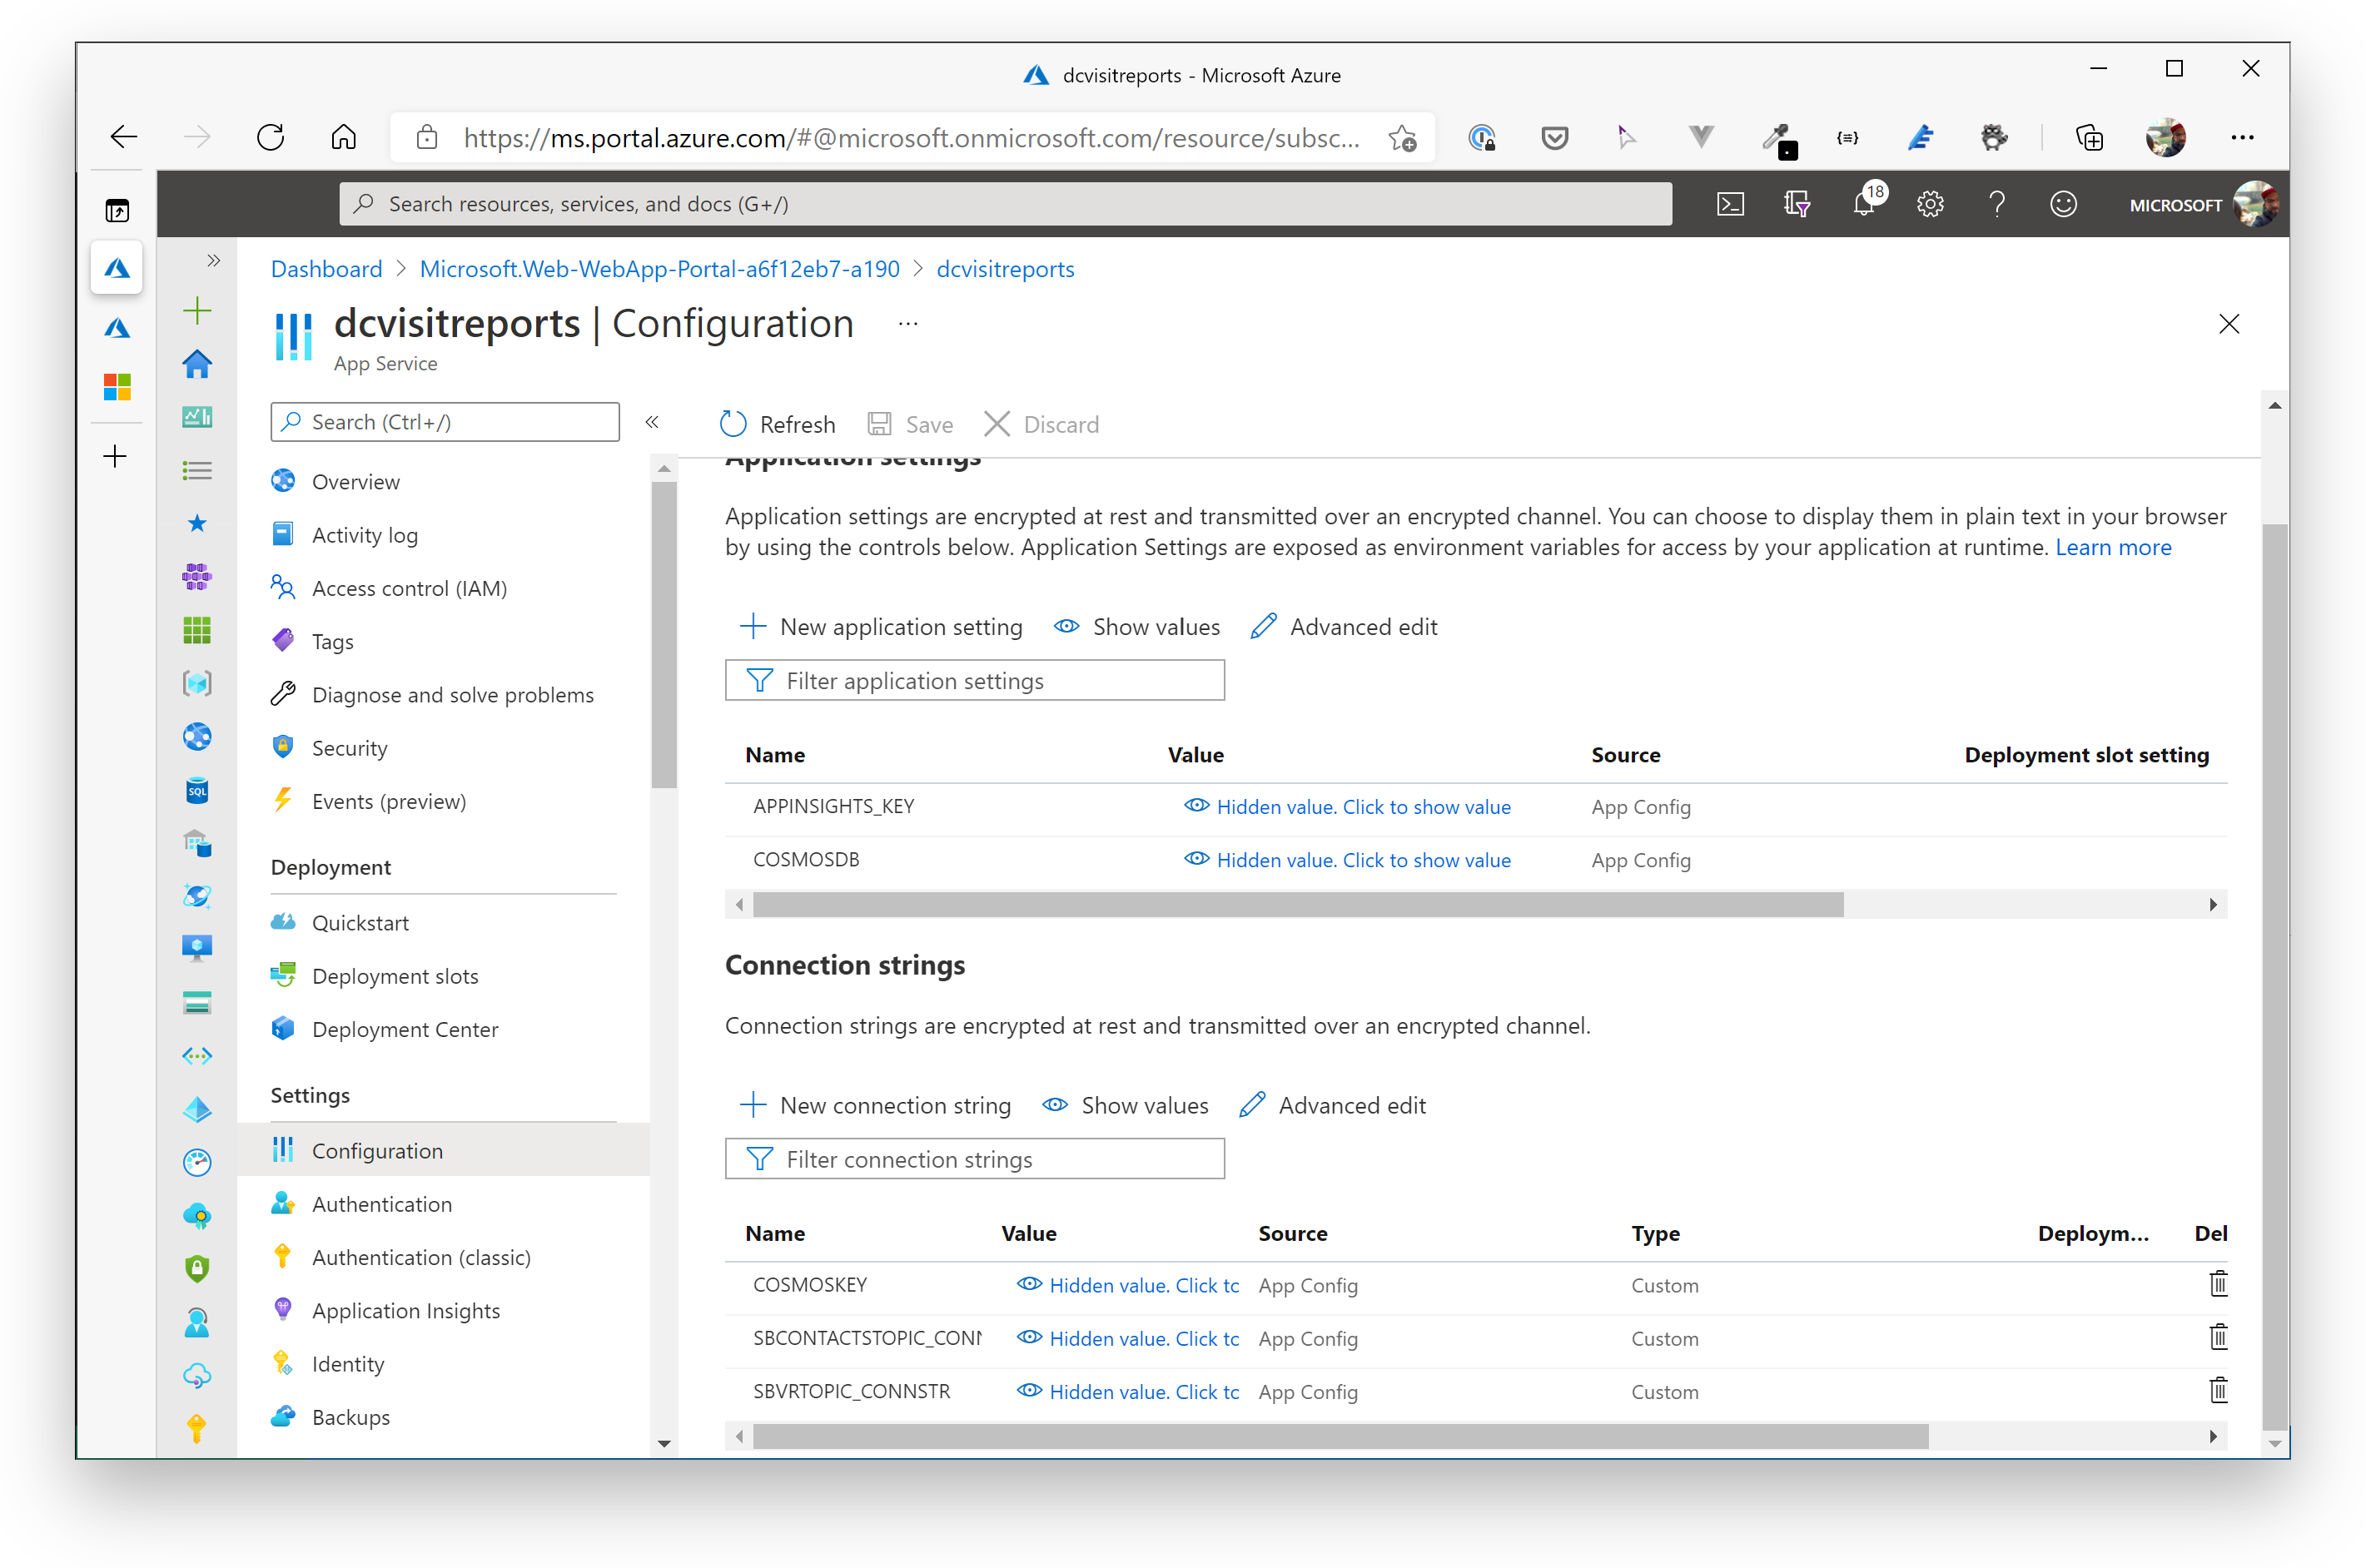 dcvisitreports - Microsoft Azure
https://ms.portal.azure.com/#@microsoft.onmicrosoft.com/resource/subsc...
Search resources, services, and docs (G+/)
18
MICROSOFT
Dashboard > Microsoft.Web-WebApp-Portal-a6f12eb7-a190 > dcvisitreports
dcvisitreports | Configuration ...
App Service
Search (Ctrl+/)
Overview
Activity log
Access control (IAM)
Tags
Diagnose and solve problems
Security
Events (preview)
Deployment
Quickstart
Deployment slots
Deployment Center
Settings
Configuration
Authentication
Authentication (classic)
Application Insights
Identity
Backups
SQL
Refresh Save Discard
Application settings
Application settings are encrypted at rest and transmitted over an encrypted channel. You can choose to display them in plain text in your browser
by using the controls below. Application Settings are exposed as environment variables for access by your application at runtime. Learn more
New application setting Show values Advanced edit
Filter application settings
Name Value Source Deployment slot setting
APPINSIGHTS_KEY Hidden value. Click to show value App Config
COSMOSDB Hidden value. Click to show value App Config
Connection strings
Connection strings are encrypted at rest and transmitted over an encrypted channel.
New connection string Show values Advanced edit
Filter connection strings
Name Value Source Type Deploym... Del
COSMOSKEY Hidden value. Click tc App Config Custom
SBCONTACTSTOPIC_CONN Hidden value. Click tc App Config Custom
SBVRTOPIC_CONNSTR Hidden value. Click tc App Config Custom